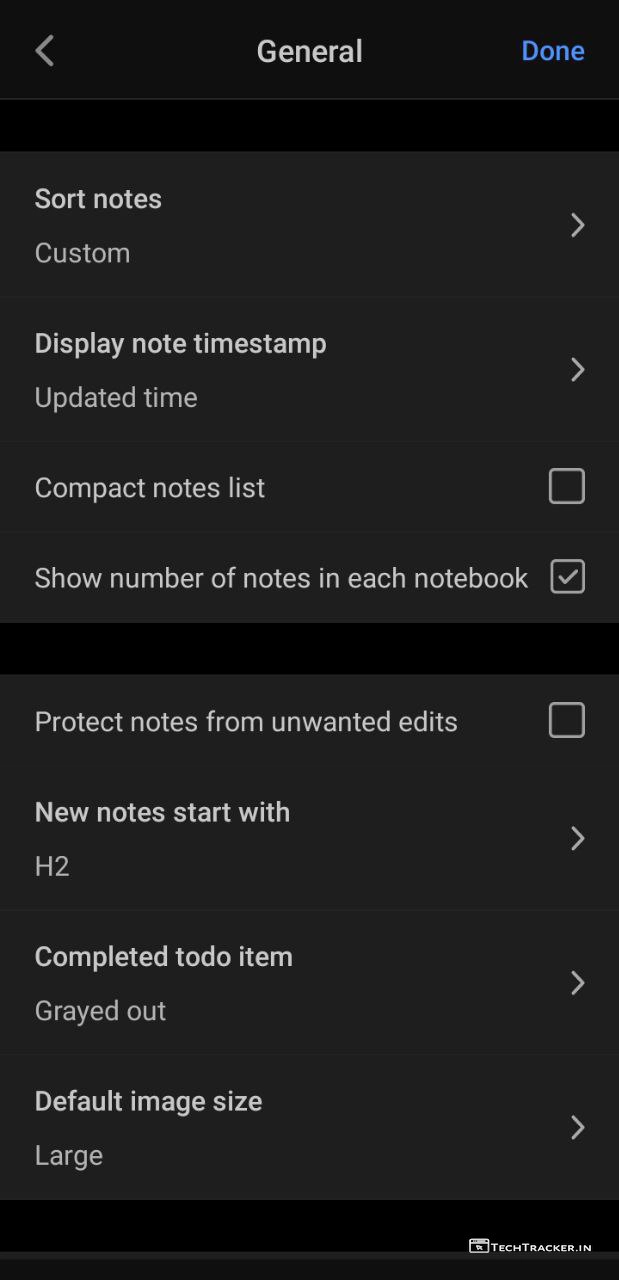 General
Done
Sort notes
Custom
Display note timestamp
Updated time
Compact notes list
Show number of notes in each notebook
Protect notes from unwanted edits
New notes start with
H2
Completed todo item
Grayed out
Default image size
Large
TECHTRACKER.IN